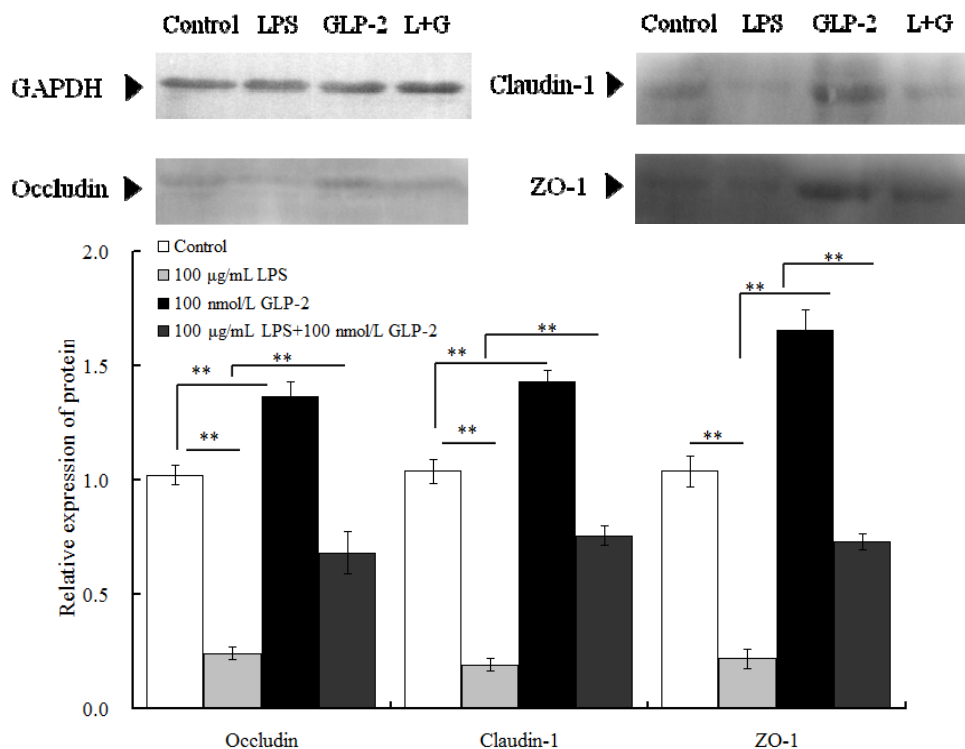 Control LPS GLP-2 L+G
GAPDH
Occludin
Control LPS GLP-2 L+G
Claudin-1
ZO-1
Relative expression of protein
2.0
1.5
1.0
0.5
0.0
Control
100 µg/mL LPS
100 nmol/L GLP-2
100 µg/mL LPS+100 nmol/L GLP-2
**
**
**
**
**
**
**
**
**
Occludin Claudin-1 ZO-1